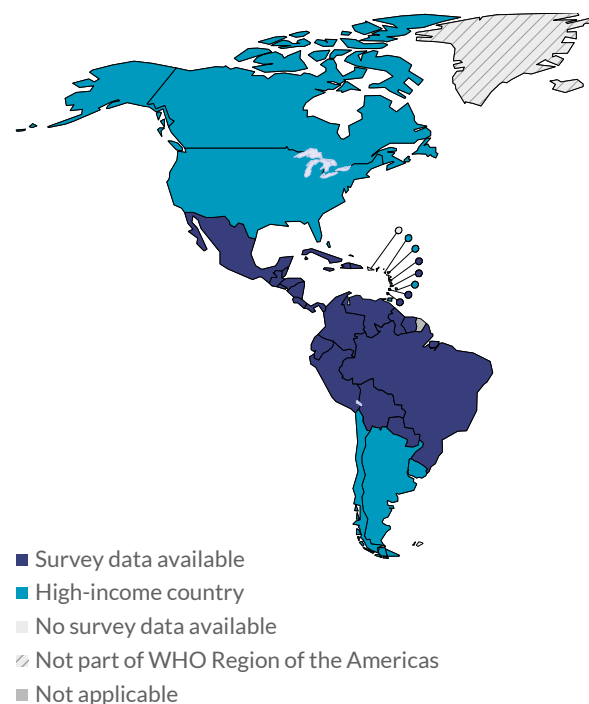 Survey data available
High-income country
No survey data available
Not part of WHO Region of the Americas
Not applicable